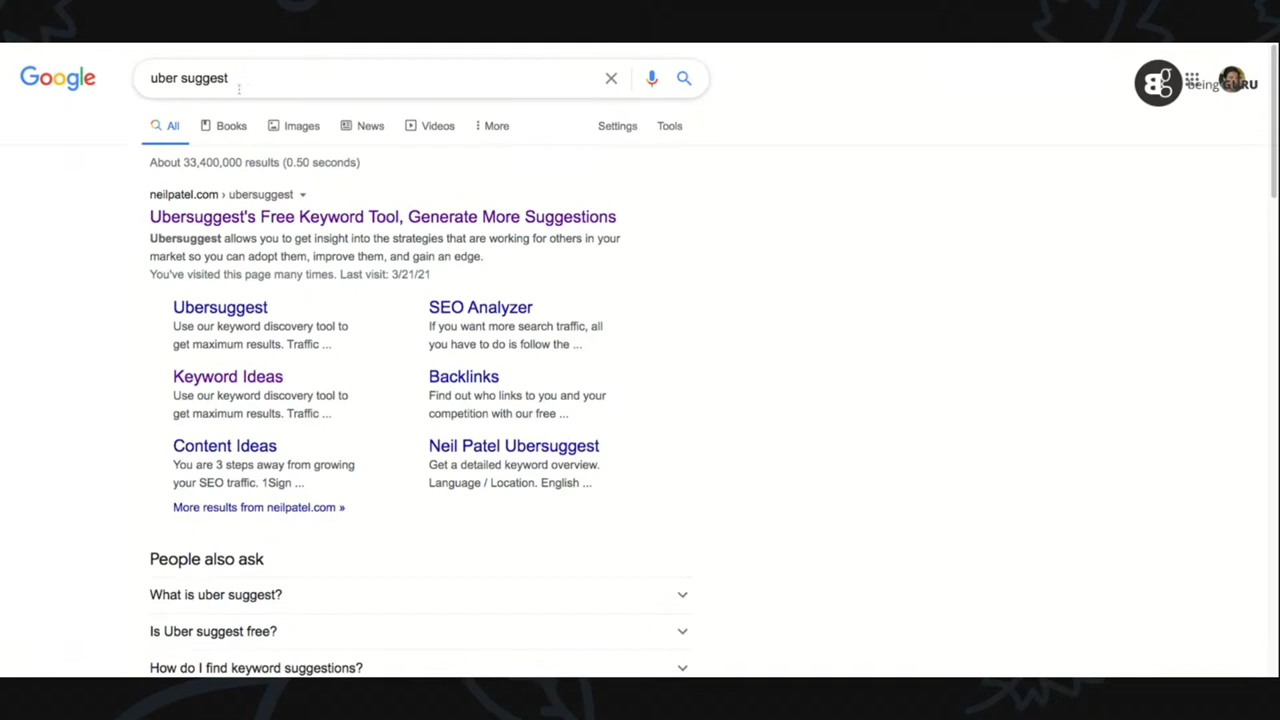 Google
uber suggest
being GURU
All Books Images News Videos More Settings Tools
About 33,400,000 results (0.50 seconds)
neilpatel.com › ubersuggest
Ubersuggest's Free Keyword Tool, Generate More Suggestions
Ubersuggest allows you to get insight into the strategies that are working for others in your
market so you can adopt them, improve them, and gain an edge.
You've visited this page many times. Last visit: 3/21/21
Ubersuggest
Use our keyword discovery tool to
get maximum results. Traffic ...
SEO Analyzer
If you want more search traffic, all
you have to do is follow the ...
Keyword Ideas
Use our keyword discovery tool to
get maximum results. Traffic ...
Backlinks
Find out who links to you and your
competition with our free ...
Content Ideas
You are 3 steps away from growing
your SEO traffic. 1Sign ...
Neil Patel Ubersuggest
Get a detailed keyword overview.
Language / Location. English ...
More results from neilpatel.com »
People also ask
What is uber suggest?
Is Uber suggest free?
How do I find keyword suggestions?